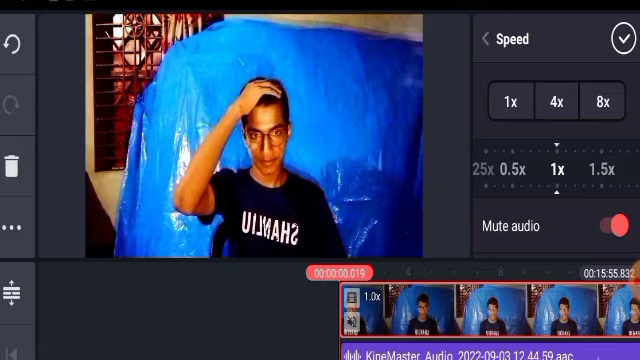 Speed
1x 4x 8x
25x 0.5x 1x 1.5x
Mute audio
00:00:00.019 4 8 00:15:55.832
1.0x
KineMaster_Audio_2022-09-03 12.44.59.aac